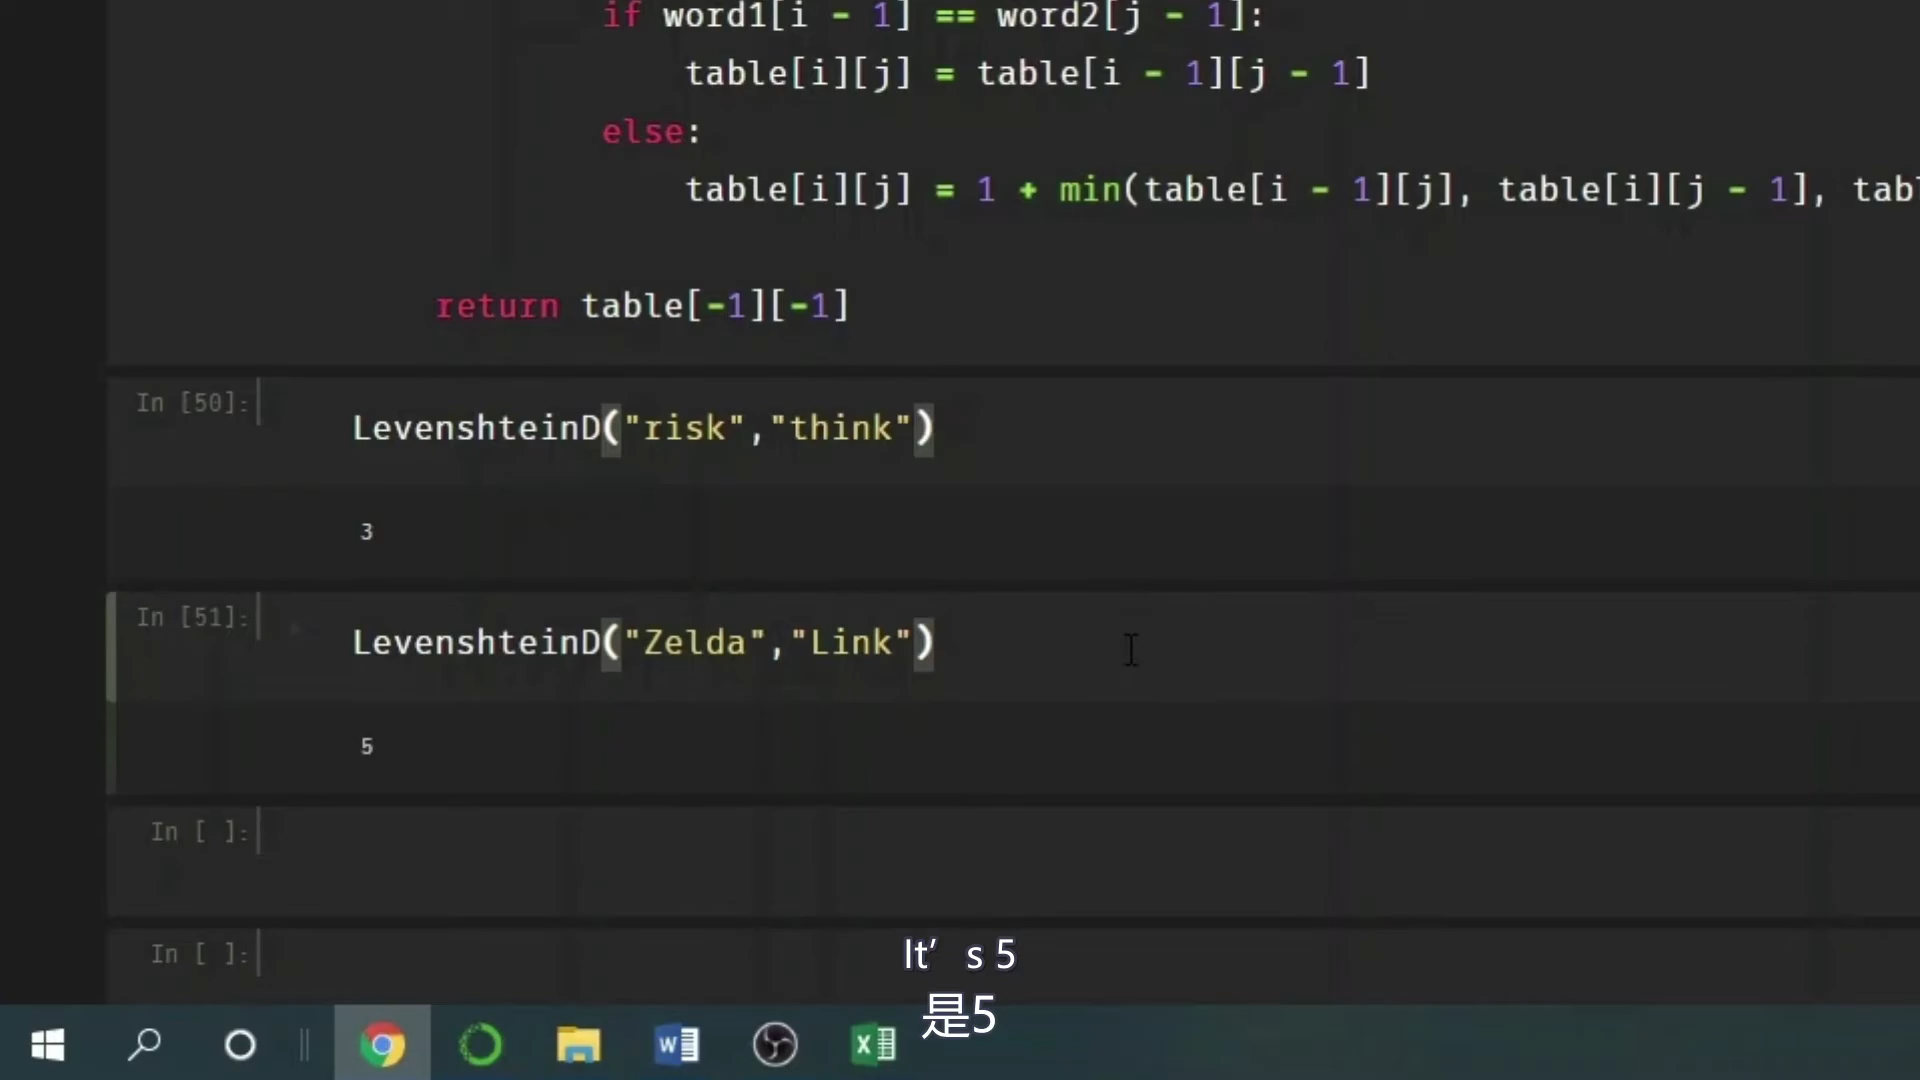 if word1[i - 1] == word2[j - 1]:
table[i][j] = table[i - 1][j - 1]
else:
table[i][j] = 1 + min(table[i - 1][j], table[i][j - 1], tabl
return table[-1][-1]
In [50]:
LevenshteinD("risk","think")
3
In [51]:
LevenshteinD("Zelda","Link")
5
In [ ]:
In [ ]:
It’s 5
是5